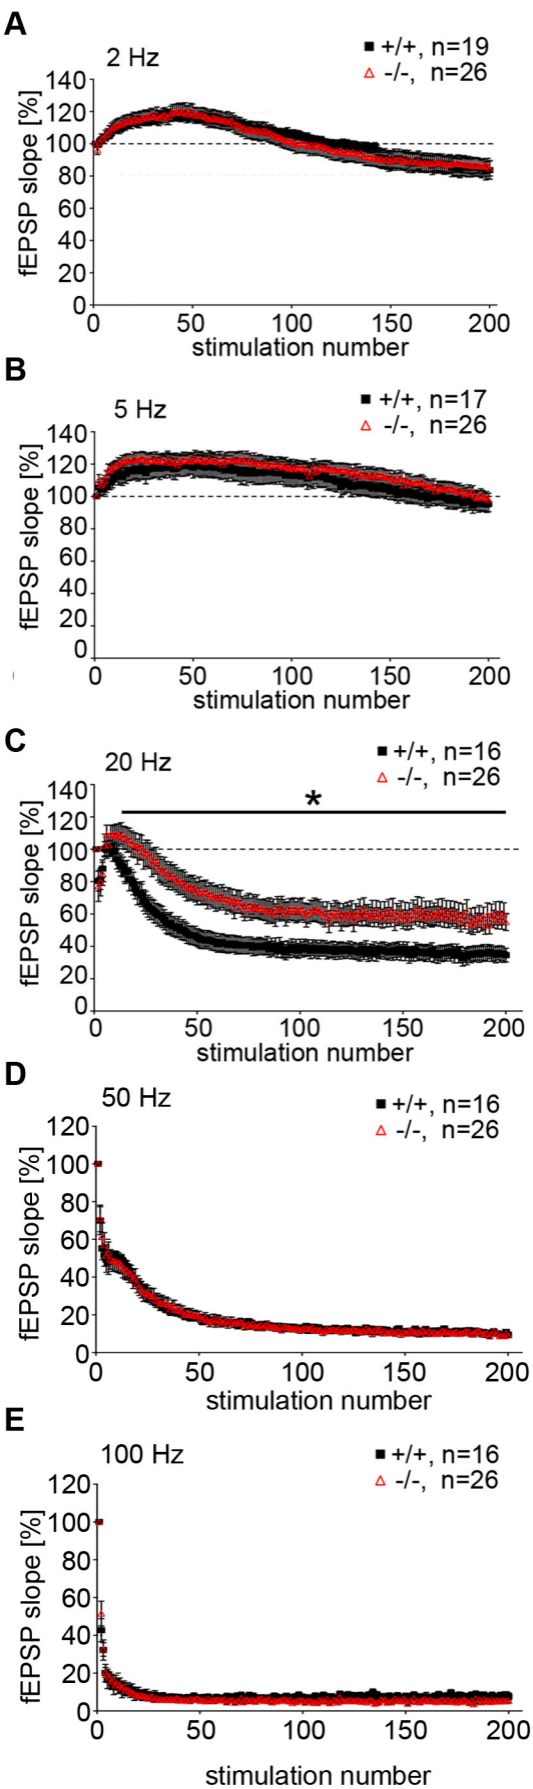 A
2 Hz
■ +/+, n=19
△ -/-, n=26
fEPSP slope [%]
140
120
100
80
60
40
20
0
0 50 100 150 200
stimulation number
B
5 Hz
■ +/+, n=17
△ -/-, n=26
fEPSP slope [%]
140
120
100
80
60
40
20
0
0 50 100 150 200
stimulation number
C
20 Hz
■ +/+, n=16
△ -/-, n=26
*
fEPSP slope [%]
140
120
100
80
60
40
20
0
0 50 100 150 200
stimulation number
D
50 Hz
■ +/+, n=16
△ -/-, n=26
fEPSP slope [%]
120
100
80
60
40
20
0
0 50 100 150 200
stimulation number
E
100 Hz
■ +/+, n=16
△ -/-, n=26
fEPSP slope [%]
120
100
80
60
40
20
0
0 50 100 150 200
stimulation number